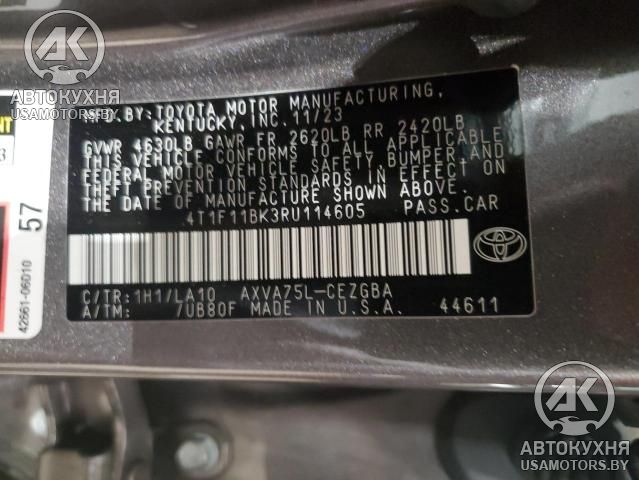 АВТОКУХНЯ
USAMOTORS.BY
MFD. BY: TOYOTA MOTOR MANUFACTURING,
KENTUCKY, INC. 11/23
GVWR 4630LB GAWR FR 2620LB RR 2420LB
THIS VEHICLE CONFORMS TO ALL APPLICABLE
FEDERAL MOTOR VEHICLE SAFETY, BUMPER, AND
THEFT PREVENTION STANDARDS IN EFFECT ON
THE DATE OF MANUFACTURE SHOWN ABOVE.
4T1F11BK3RU114605 PASS.CAR
C/TR:1H1/LA10 AXVA75L-CEZGBA
A/TM: 7UB80F MADE IN U.S.A. 44611
57
42661-06D10
АВТОКУХНЯ
USAMOTORS.BY